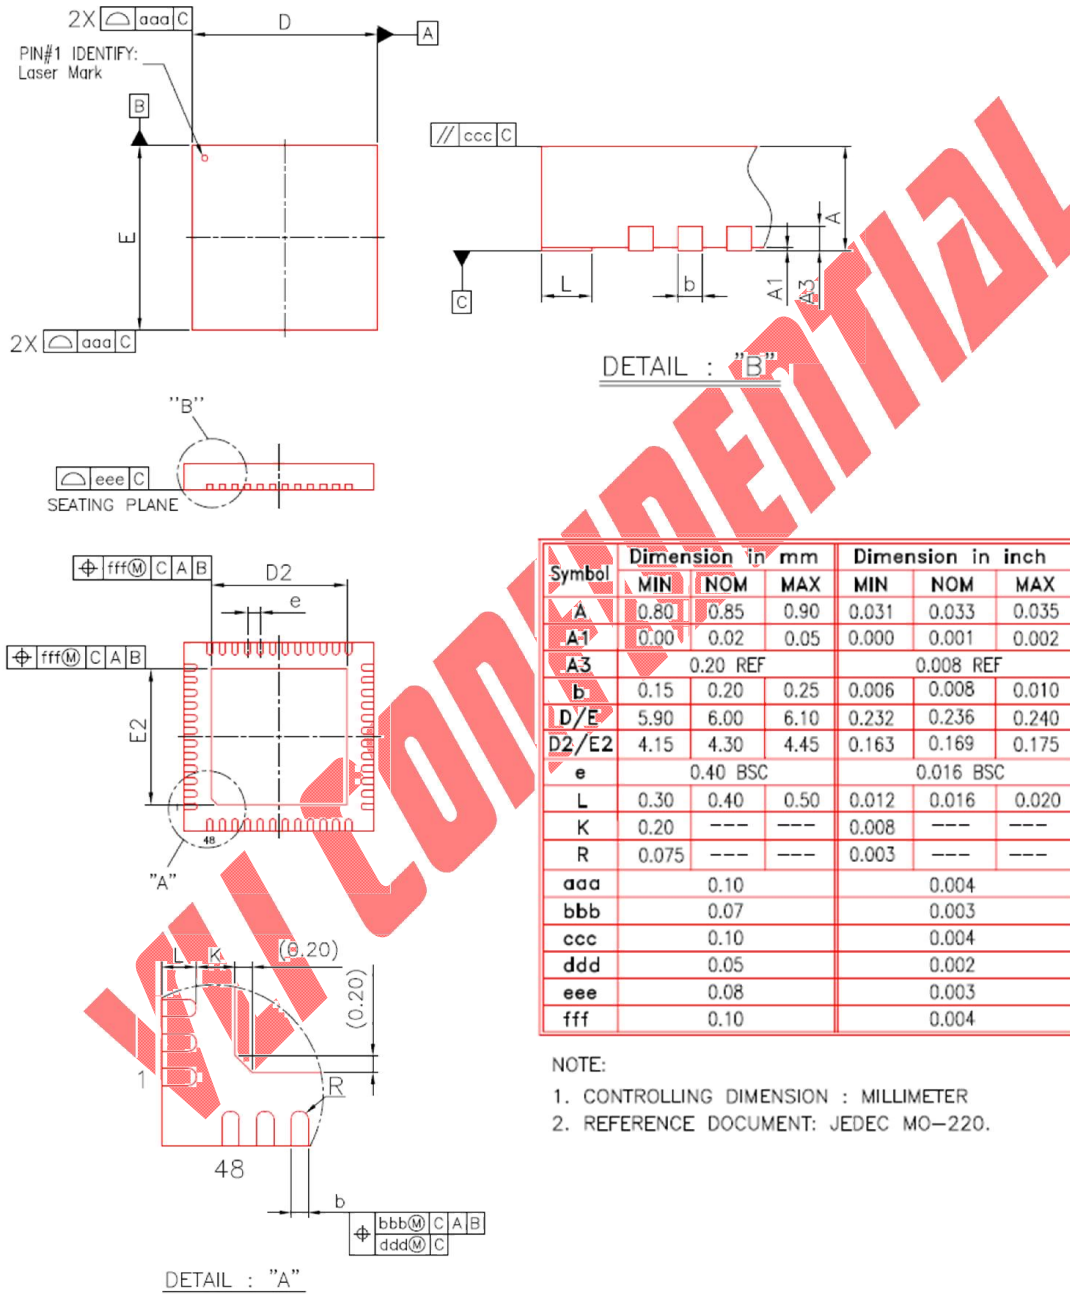 2X aaa C
D
A
PIN#1 IDENTIFY:
Laser Mark
B
E
2X aaa C
// ccc C
A
C
L
b
A1
A3
DETAIL : "B"
"B"
eee C
SEATING PLANE
fff Ⓜ C A B
D2
e
fff Ⓜ C A B
E2
1
48
"A"
L
K
(0.20)
(0.20)
1
R
48
b
bbb Ⓜ C A B
ddd Ⓜ C
DETAIL : "A"
Symbol Dimension in mm Dimension in inch
MIN NOM MAX MIN NOM MAX
A 0.80 0.85 0.90 0.031 0.033 0.035
A1 0.00 0.02 0.05 0.000 0.001 0.002
A3 0.20 REF 0.008 REF
b 0.15 0.20 0.25 0.006 0.008 0.010
D/E 5.90 6.00 6.10 0.232 0.236 0.240
D2/E2 4.15 4.30 4.45 0.163 0.169 0.175
e 0.40 BSC 0.016 BSC
L 0.30 0.40 0.50 0.012 0.016 0.020
K 0.20 --- --- 0.008 --- ---
R 0.075 --- --- 0.003 --- ---
aaa 0.10 0.004
bbb 0.07 0.003
ccc 0.10 0.004
ddd 0.05 0.002
eee 0.08 0.003
fff 0.10 0.004
NOTE:
1. CONTROLLING DIMENSION : MILLIMETER
2. REFERENCE DOCUMENT: JEDEC MO-220.
CONFIDENTIAL